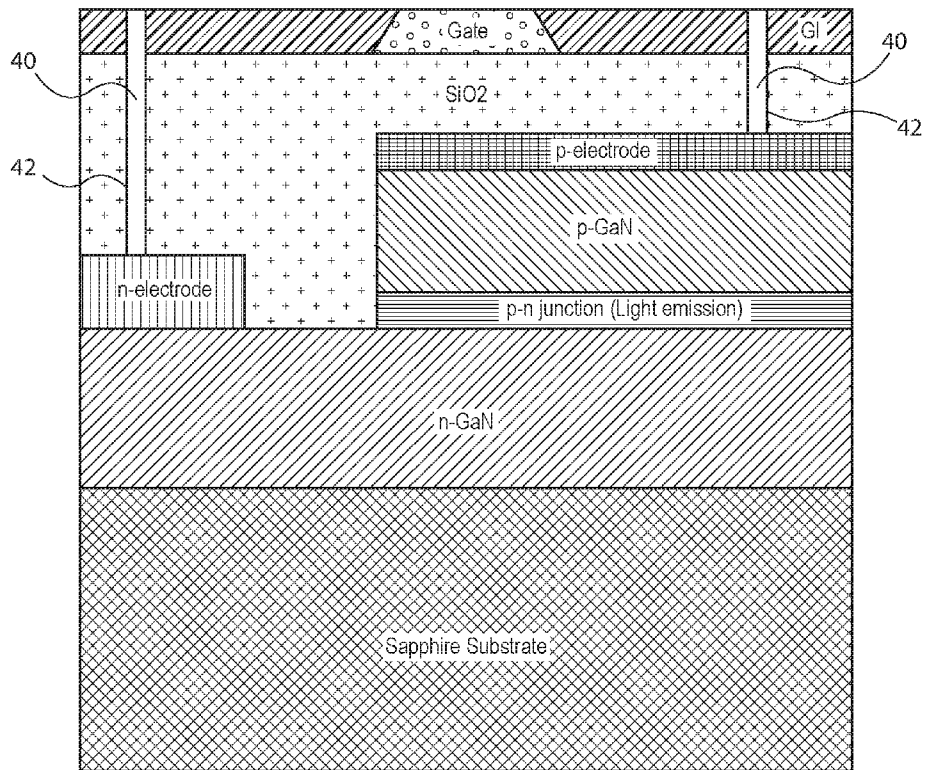 Gate
GI
40
40
SiO2
42
p-electrode
42
p-GaN
n-electrode
p-n junction (Light emission)
n-GaN
Sapphire Substrate